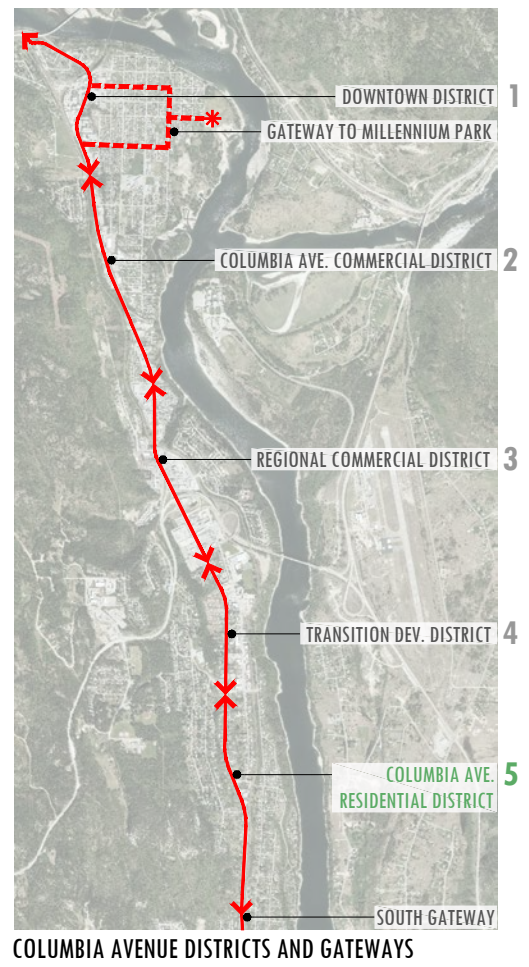 DOWNTOWN DISTRICT 1
GATEWAY TO MILLENNIUM PARK
COLUMBIA AVE. COMMERCIAL DISTRICT 2
REGIONAL COMMERCIAL DISTRICT 3
TRANSITION DEV. DISTRICT 4
COLUMBIA AVE. 5
RESIDENTIAL DISTRICT
SOUTH GATEWAY
COLUMBIA AVENUE DISTRICTS AND GATEWAYS